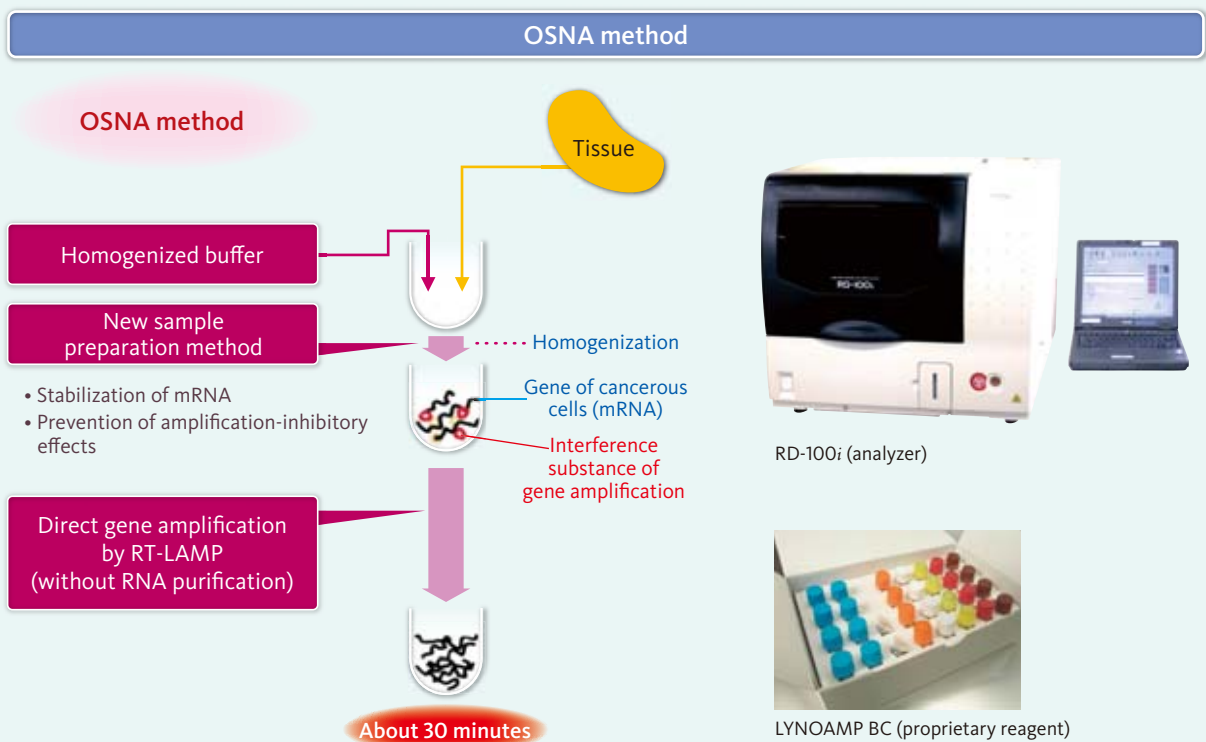 OSNA method
OSNA method
Tissue
Homogenized buffer
New sample
preparation method
• Stabilization of mRNA
• Prevention of amplification-inhibitory
effects
Homogenization
Gene of cancerous
cells (mRNA)
Interference
substance of
gene amplification
Direct gene amplification
by RT-LAMP
(without RNA purification)
About 30 minutes
RD-100i
RD-100i (analyzer)
LYNOAMP BC (proprietary reagent)